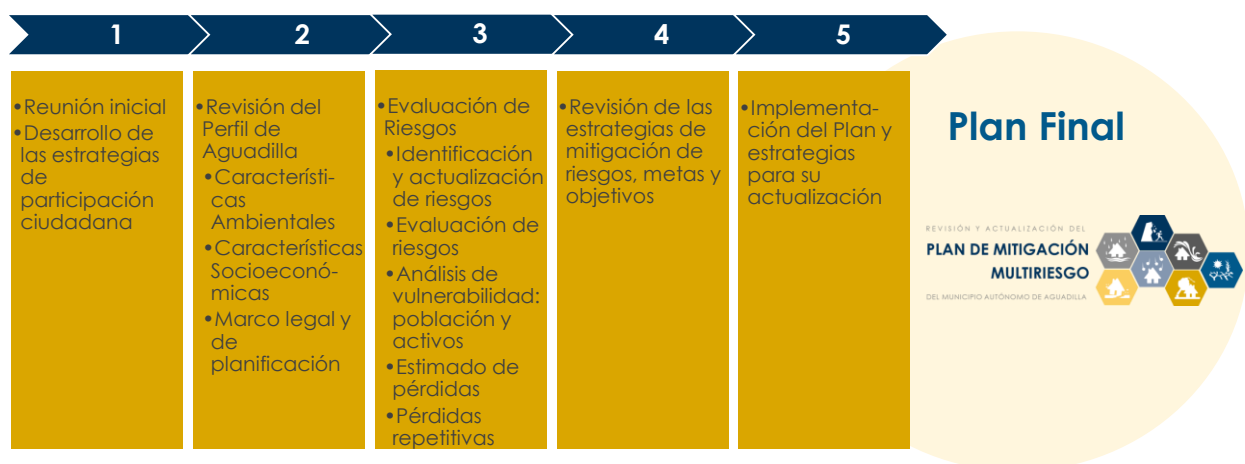 1
2
3
4
5
•Reunión inicial
•Desarrollo de
las estrategias
de
participación
ciudadana
•Revisión del
Perfil de
Aguadilla
•Característi-
cas
Ambientales
•Características
Socioeconó-
micas
•Marco legal y
de
planificación
•Evaluación de
Riesgos
•Identificación
y actualización
de riesgos
•Evaluación de
riesgos
•Análisis de
vulnerabilidad:
población y
activos
•Estimado de
pérdidas
•Pérdidas
repetitivas
•Revisión de las
estrategias de
mitigación de
riesgos, metas y
objetivos
•Implementa-
ción del Plan y
estrategias
para su
actualización
Plan Final
REVISIÓN Y ACTUALIZACIÓN DEL
PLAN DE MITIGACIÓN
MULTIRIESGO
DEL MUNICIPIO AUTÓNOMO DE AGUADILLA